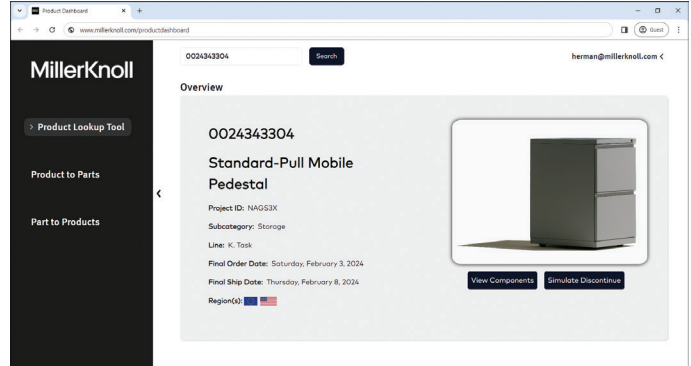 Product Dashboard
www.millerknoll.com/productdashboard
Guest
MillerKnoll
0024343304
Search
herman@millerknoll.com <
Overview
> Product Lookup Tool
Product to Parts
Part to Products
<
0024343304
Standard-Pull Mobile
Pedestal
Project ID: NAGS3X
Subcategory: Storage
Line: K. Task
Final Order Date: Saturday, February 3, 2024
Final Ship Date: Thursday, February 8, 2024
Region(s):
View Components
Simulate Discontinue